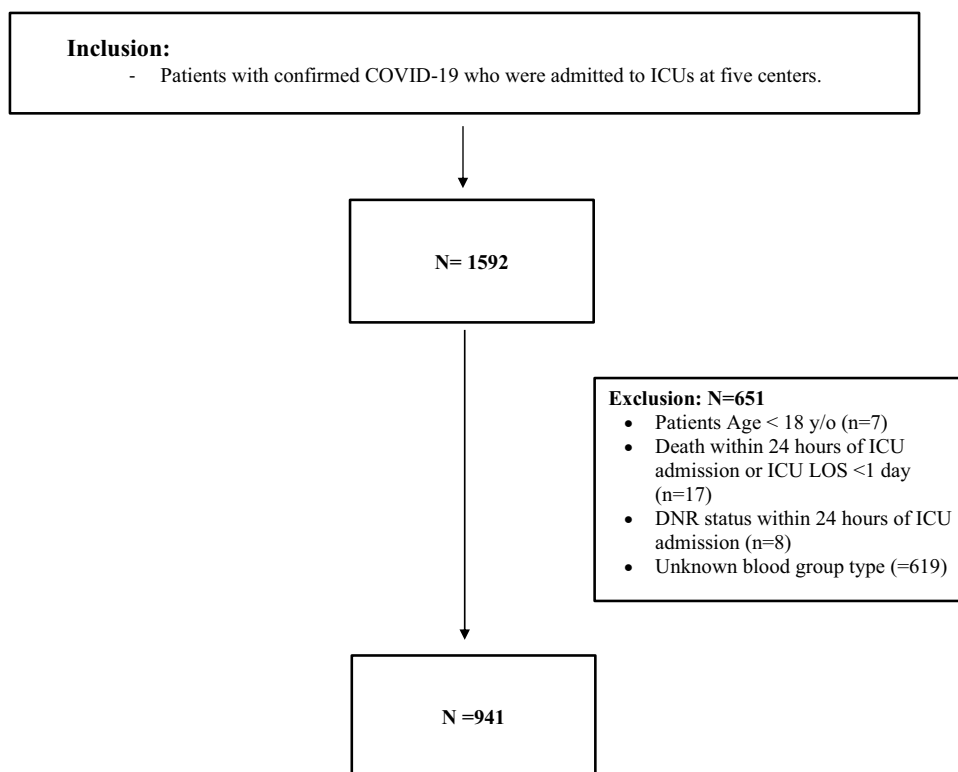 Inclusion:
- Patients with confirmed COVID-19 who were admitted to ICUs at five centers.
N= 1592
Exclusion: N=651
• Patients Age < 18 y/o (n=7)
• Death within 24 hours of ICU
admission or ICU LOS <1 day
(n=17)
• DNR status within 24 hours of ICU
admission (n=8)
• Unknown blood group type (=619)
N =941